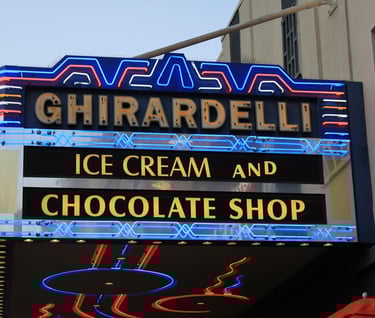 GHIRARDELLI
ICE CREAM AND
CHOCOLATE SHOP